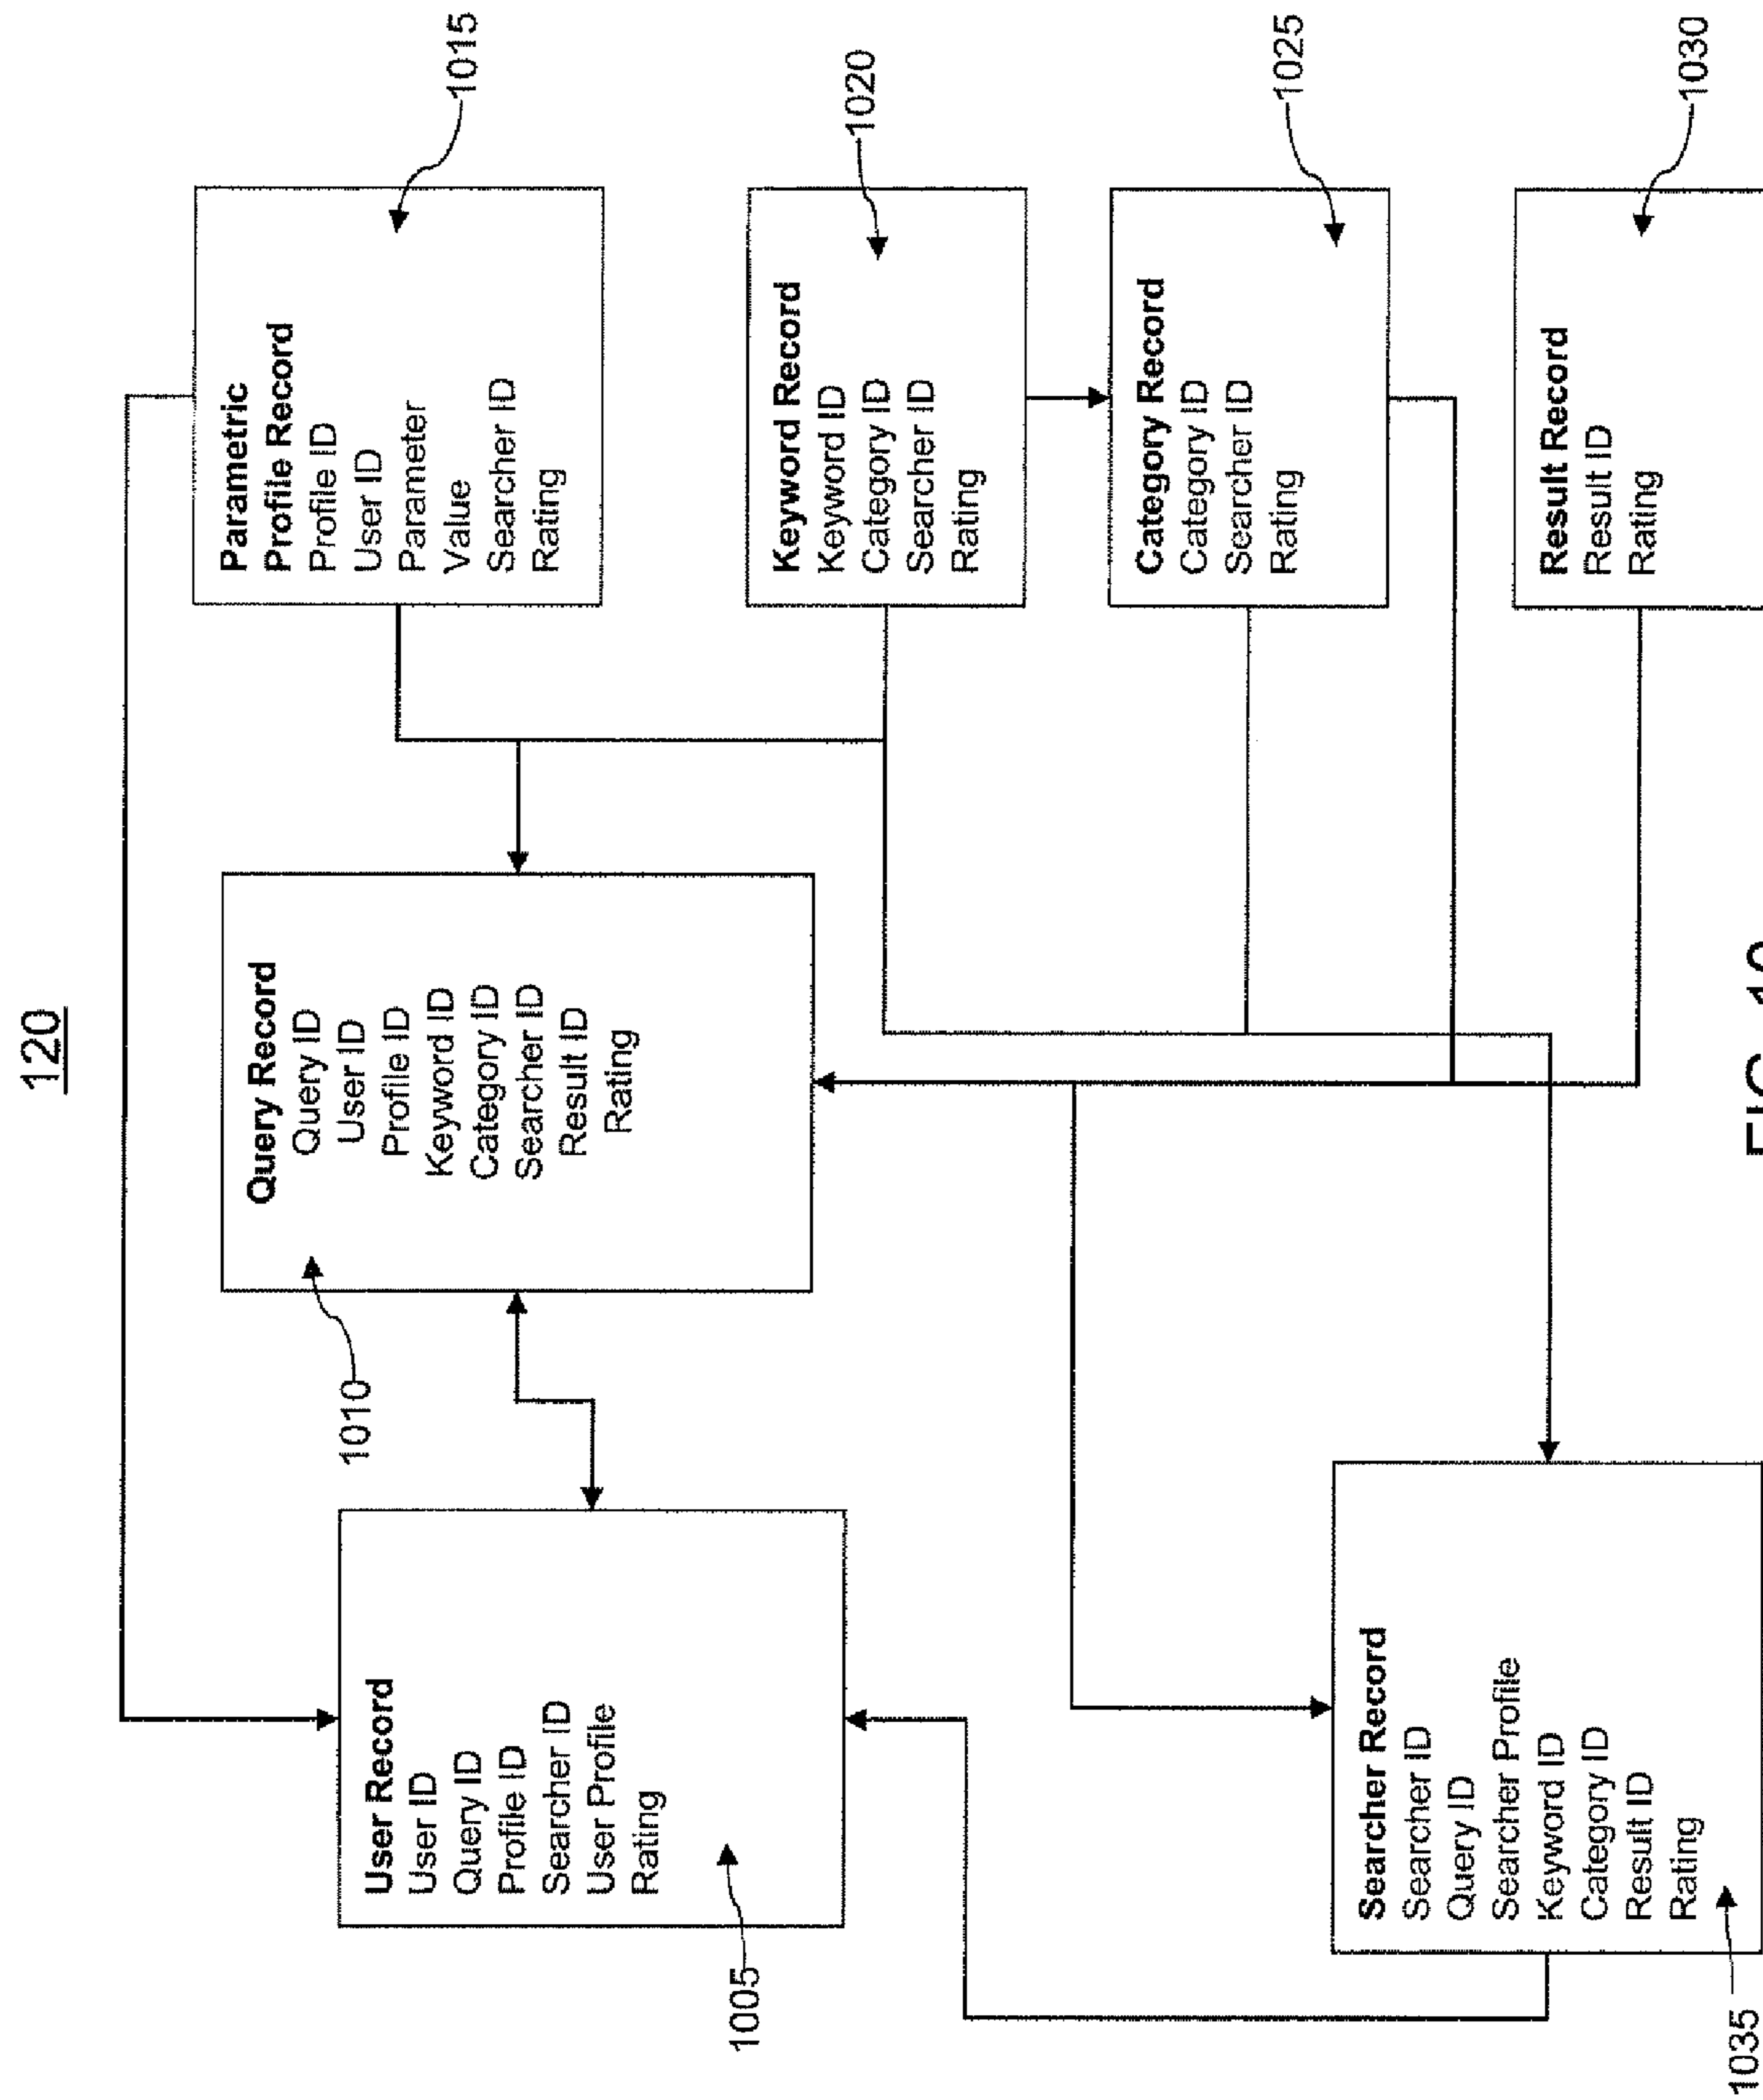 120
User Record
User ID
Query ID
Profile ID
Searcher ID
User Profile
Rating
1005
Query Record
Query ID
User ID
Profile ID
Keyword ID
Category ID
Searcher ID
Result ID
Rating
1010
Parametric
Profile Record
Profile ID
User ID
Parameter
Value
Searcher ID
Rating
1015
Keyword Record
Keyword ID
Category ID
Searcher ID
Rating
1020
Category Record
Category ID
Searcher ID
Rating
1025
Result Record
Result ID
Rating
1030
Searcher Record
Searcher ID
Query ID
Searcher Profile
Keyword ID
Category ID
Result ID
Rating
1035